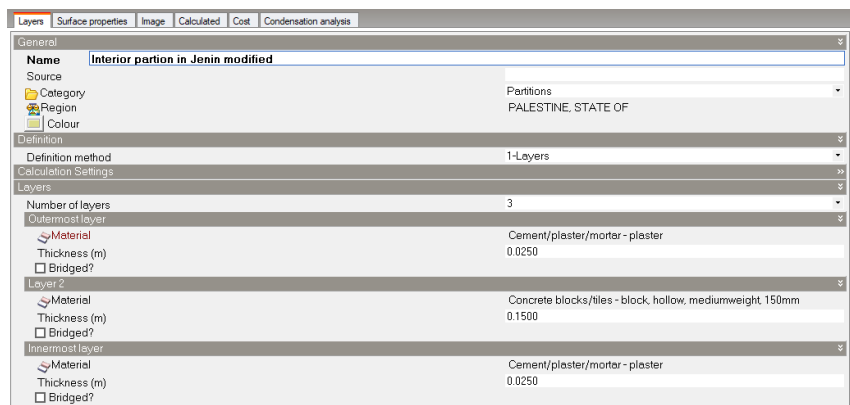 Layers Surface properties Image Calculated Cost Condensation analysis
General
Name Interior partion in Jenin modified
Source
Category Partitions
Region PALESTINE, STATE OF
Colour
Definition
Definition method 1-Layers
Calculation Settings
Layers
Number of layers 3
Outermost layer
Material Cement/plaster/mortar - plaster
Thickness (m) 0.0250
Bridged?
Layer 2
Material Concrete blocks/tiles - block, hollow, mediumweight, 150mm
Thickness (m) 0.1500
Bridged?
Innermost layer
Material Cement/plaster/mortar - plaster
Thickness (m) 0.0250
Bridged?